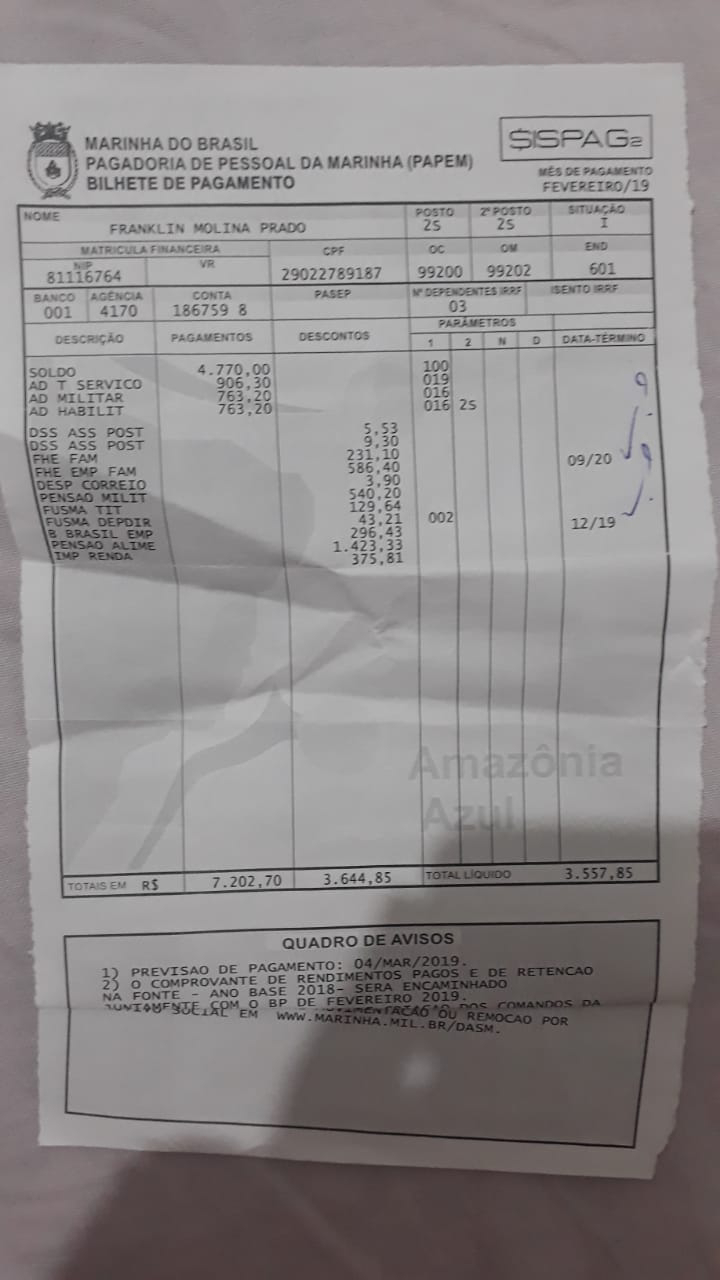 MARINHA DO BRASIL
PAGADORIA DE PESSOAL DA MARINHA (PAPEM)
BILHETE DE PAGAMENTO
$ISPAG2
MÊS DE PAGAMENTO
FEVEREIRO/19
NOME POSTO 2º POSTO SITUAÇÃO
FRANKLIN MOLINA PRADO 2S 2S I
MATRICULA FINANCEIRA CPF OC OM END
NIP VR
81116764 29022789187 99200 99202 601
BANCO AGÊNCIA CONTA PASEP Nº DEPENDENTES IRRF ISENTO IRRF
001 4170 186759 8 03
DESCRIÇÃO PAGAMENTOS DESCONTOS PARÂMETROS DATA-TÉRMINO
1 2 N D
SOLDO 4.770,00 100
AD T SERVICO 906,30 019
AD MILITAR 763,20 016
AD HABILIT 763,20 016 2S
DSS ASS POST 5,53
DSS ASS POST 9,30
FHE FAM 231,10
FHE EMP FAM 586,40 09/20
DESP CORREIO 3,90
PENSAO MILIT 540,20
FUSMA TIT 129,64
FUSMA DEPDIR 43,21 002
B BRASIL EMP 296,43 12/19
PENSAO ALIME 1.423,33
IMP RENDA 375,81
Amazônia
Azul
TOTAIS EM R$ 7.202,70 3.644,85 TOTAL LÍQUIDO 3.557,85
QUADRO DE AVISOS
1) PREVISAO DE PAGAMENTO: 04/MAR/2019.
2) O COMPROVANTE DE RENDIMENTOS PAGOS E DE RETENCAO
NA FONTE - ANO BASE 2018- SERA ENCAMINHADO
JUNTAMENTE COM O BP DE FEVEREIRO 2019.
MOVIMENTACAO OU REMOCAO POR
SOCIAL EM WWW.MARINHA.MIL.BR/DASM.